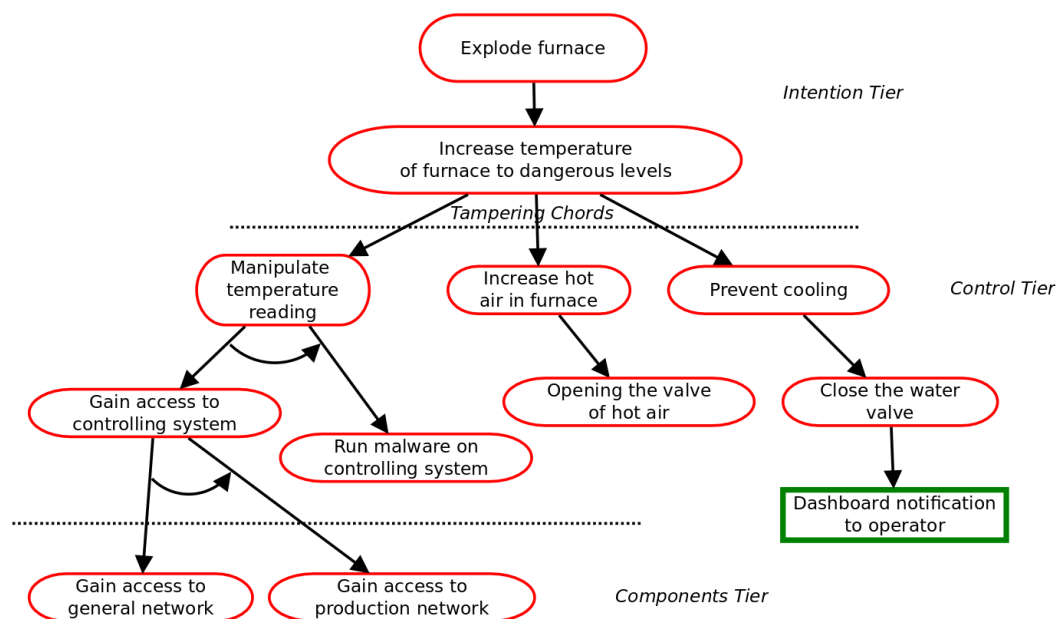 Explode furnace
Intention Tier
Increase temperature
of furnace to dangerous levels
Tampering Chords
Manipulate
temperature
reading
Increase hot
air in furnace
Prevent cooling
Control Tier
Gain access to
controlling system
Run malware on
controlling system
Opening the valve
of hot air
Close the water
valve
Dashboard notification
to operator
Gain access to
general network
Gain access to
production network
Components Tier